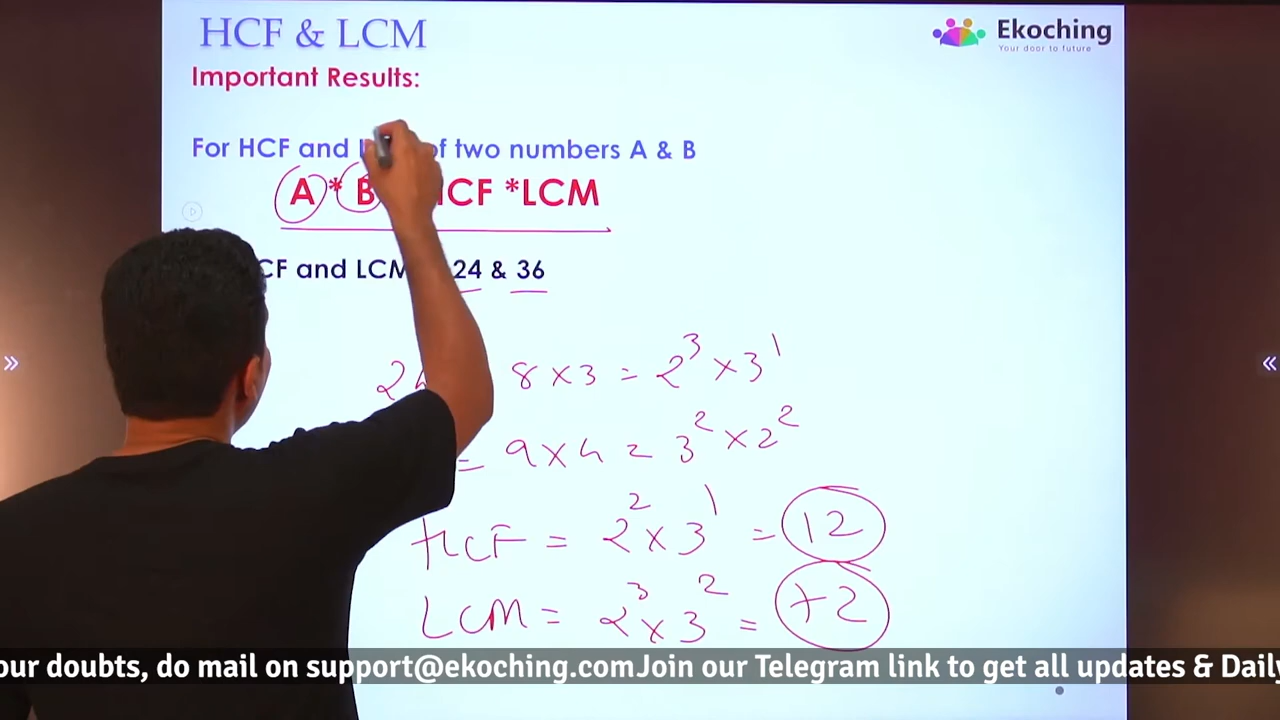 HCF & LCM
Ekoching
Your door to future
Important Results:
For HCF and of two numbers A & B
A * B CF *LCM
CF and LCM 24 & 36
8 × 3 = 2³ × 3¹
= 9 × 4 = 3² × 2²
HCF = 2² × 3¹ = 12
LCM = 2³ × 3² = 72
our doubts, do mail on support@ekoching.comJoin our Telegram link to get all updates & Daily